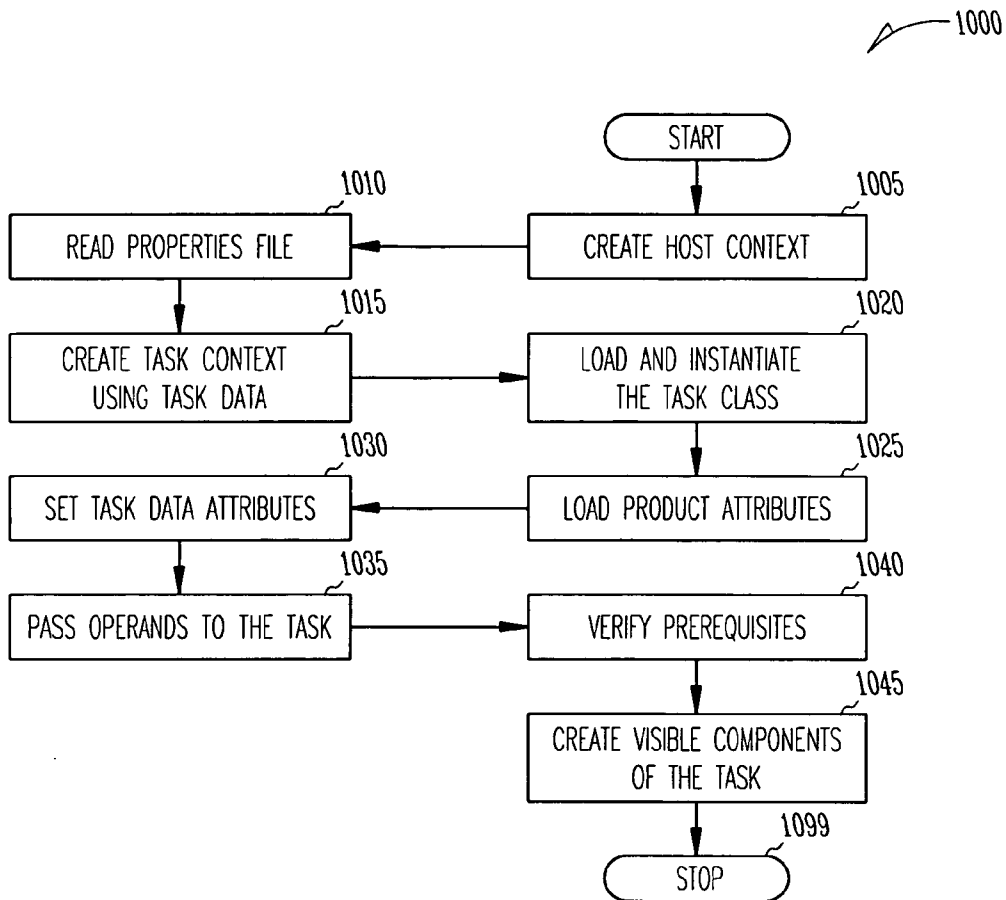 1000
START
1005
CREATE HOST CONTEXT
1010
READ PROPERTIES FILE
1015
CREATE TASK CONTEXT
USING TASK DATA
1020
LOAD AND INSTANTIATE
THE TASK CLASS
1025
LOAD PRODUCT ATTRIBUTES
1030
SET TASK DATA ATTRIBUTES
1035
PASS OPERANDS TO THE TASK
1040
VERIFY PREREQUISITES
1045
CREATE VISIBLE COMPONENTS
OF THE TASK
1099
STOP